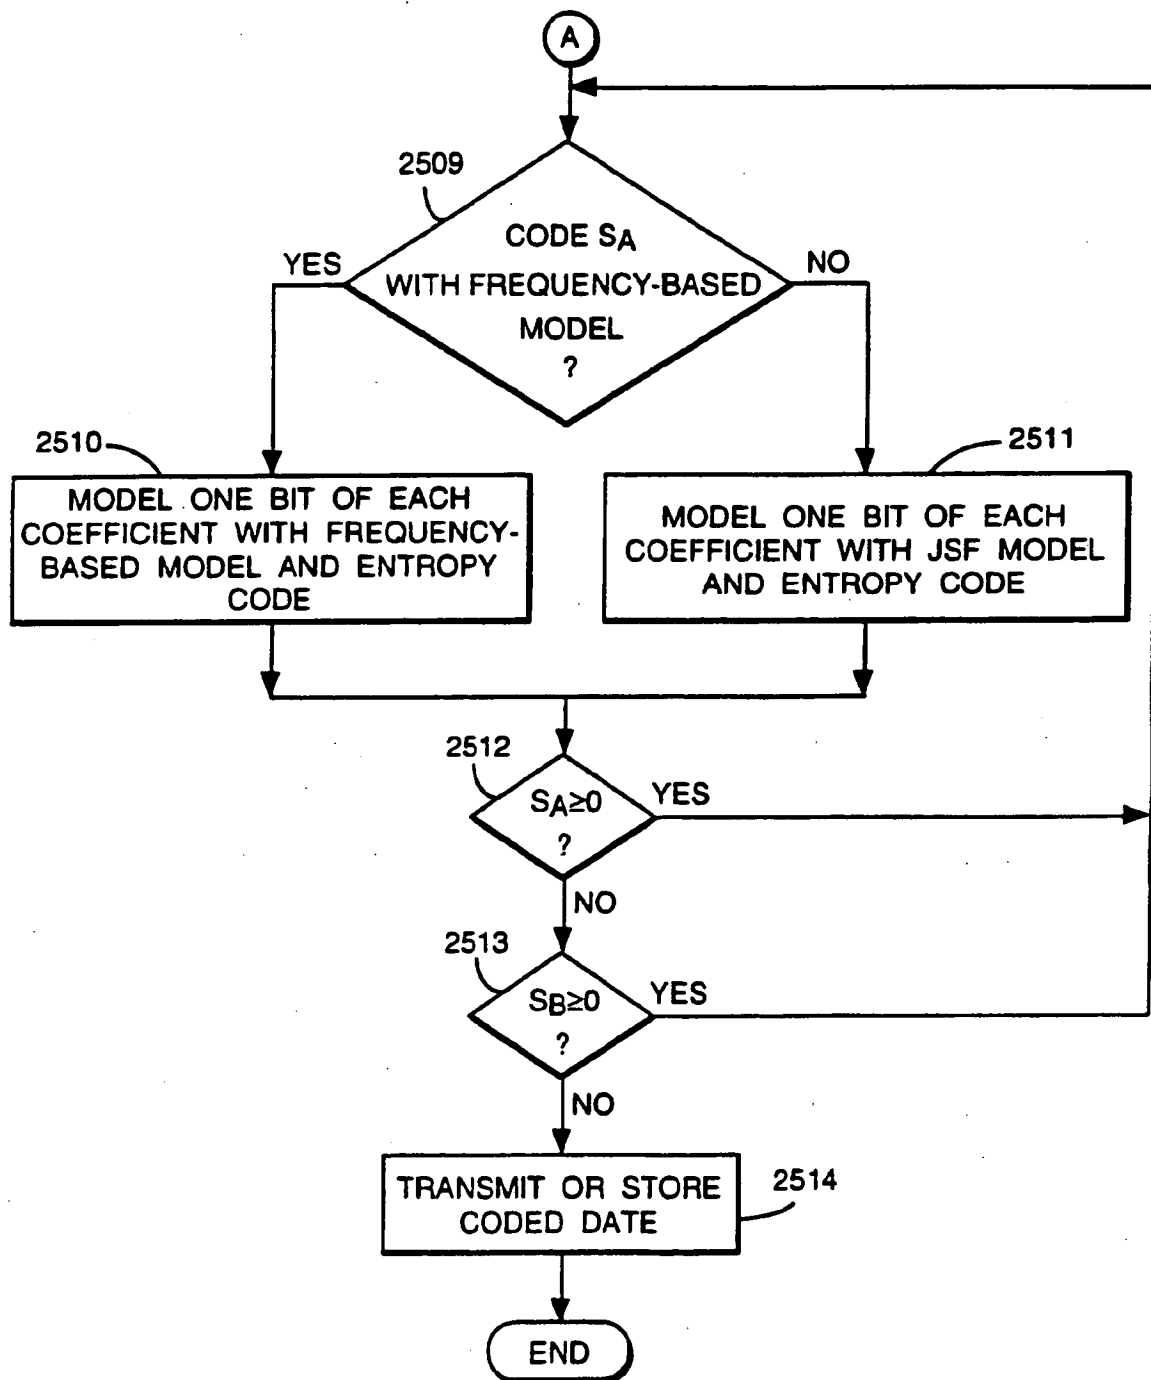 A
2509
CODE SA
WITH FREQUENCY-BASED
MODEL
?
YES
NO
2510
MODEL ONE BIT OF EACH
COEFFICIENT WITH FREQUENCY-
BASED MODEL AND ENTROPY
CODE
2511
MODEL ONE BIT OF EACH
COEFFICIENT WITH JSF MODEL
AND ENTROPY CODE
2512
SA≥0
?
YES
NO
2513
SB≥0
?
YES
NO
TRANSMIT OR STORE
CODED DATE
2514
END